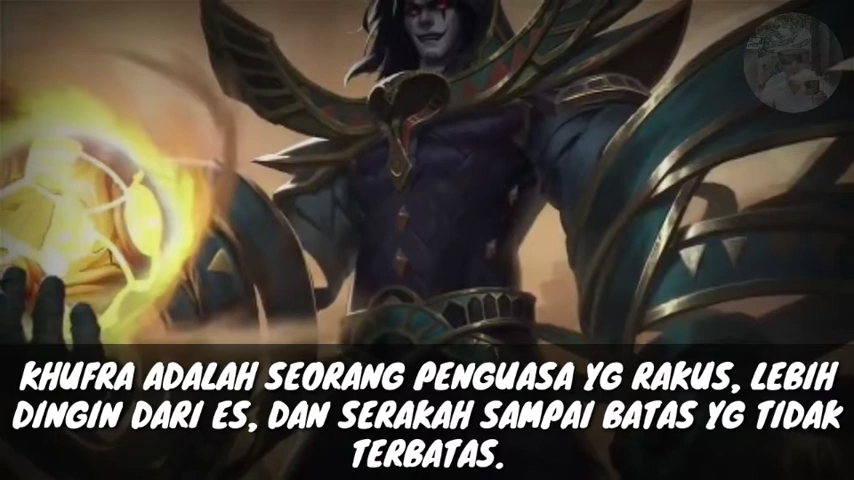 KHUFRA ADALAH SEORANG PENGUASA YG RAKUS, LEBIH
DINGIN DARI ES, DAN SERAKAH SAMPAI BATAS YG TIDAK
TERBATAS.